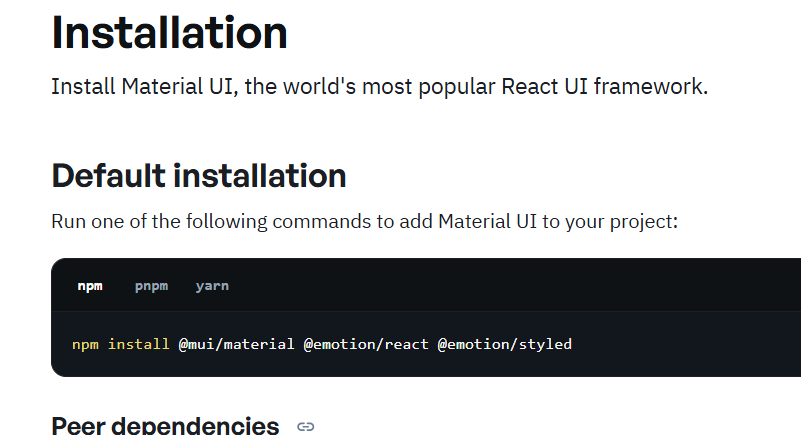 Installation
Install Material UI, the world's most popular React UI framework.
Default installation
Run one of the following commands to add Material UI to your project:
npm pnpm yarn
npm install @mui/material @emotion/react @emotion/styled
Peer dependencies